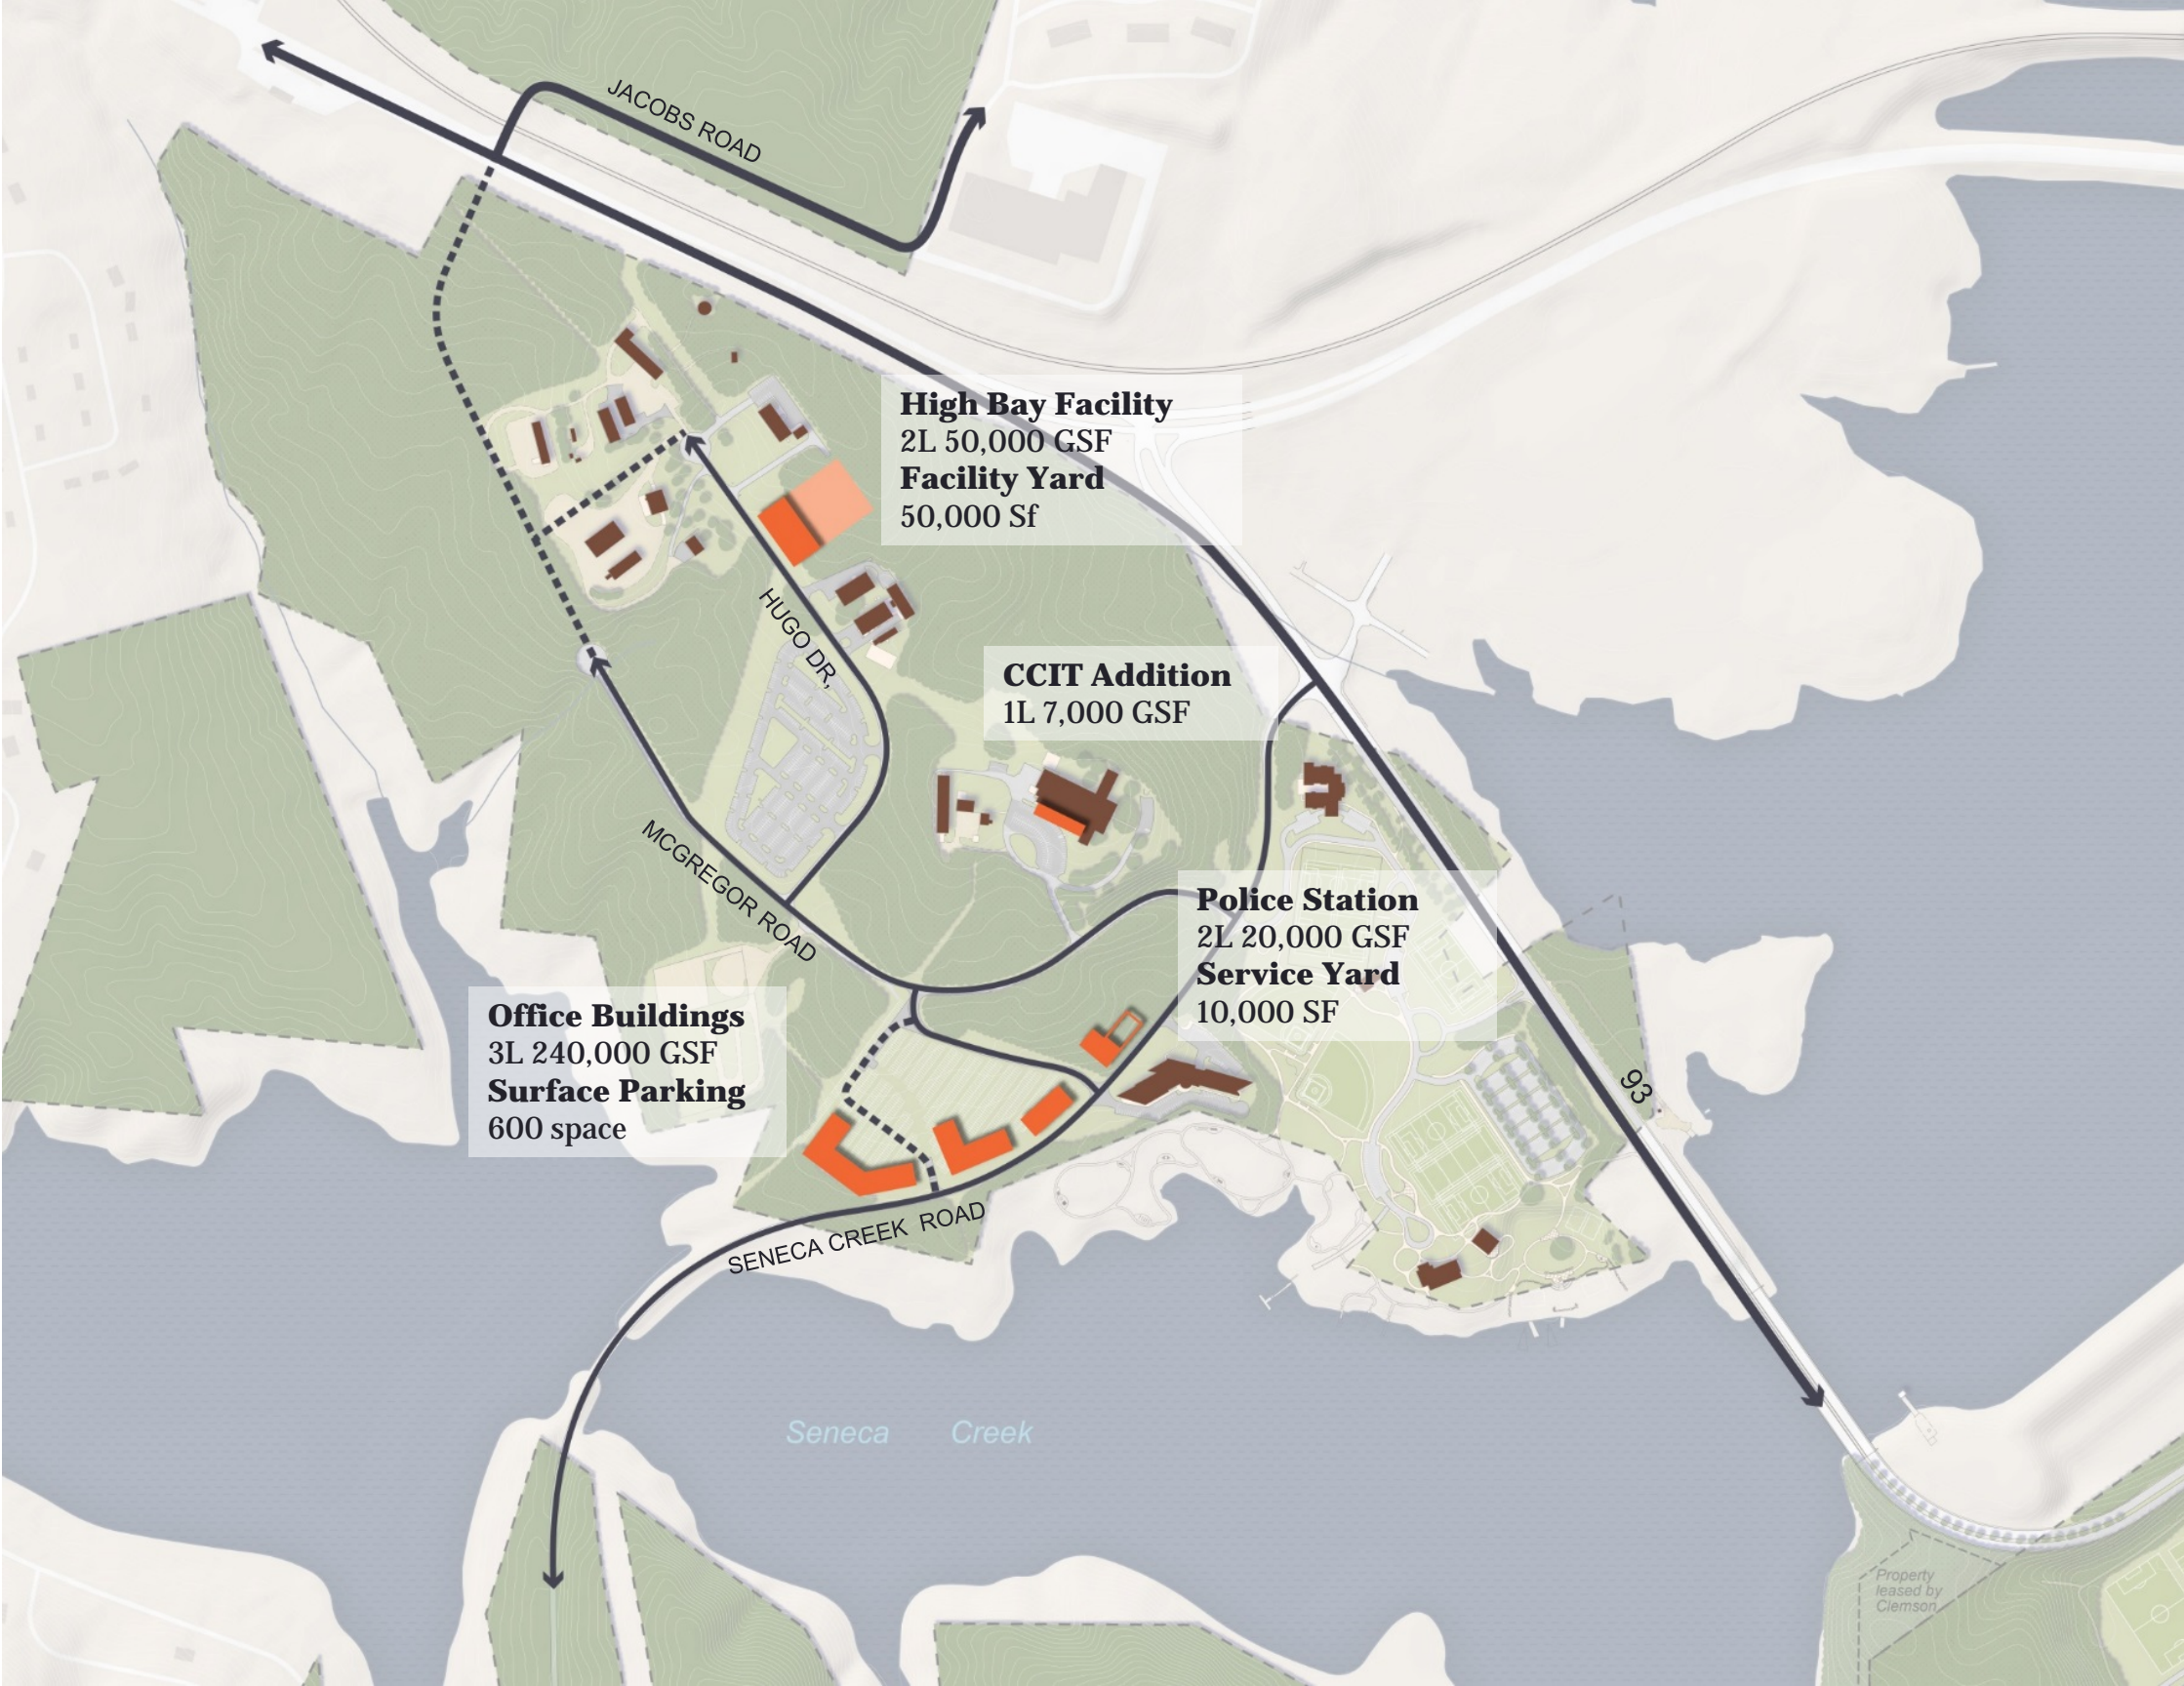 JACOBS ROAD
High Bay Facility
2L 50,000 GSF
Facility Yard
50,000 Sf
HUGO DR,
CCIT Addition
1L 7,000 GSF
MCGREGOR ROAD
Police Station
2L 20,000 GSF
Service Yard
10,000 SF
Office Buildings
3L 240,000 GSF
Surface Parking
600 space
93
SENECA CREEK ROAD
Seneca Creek
Property
leased by
Clemson